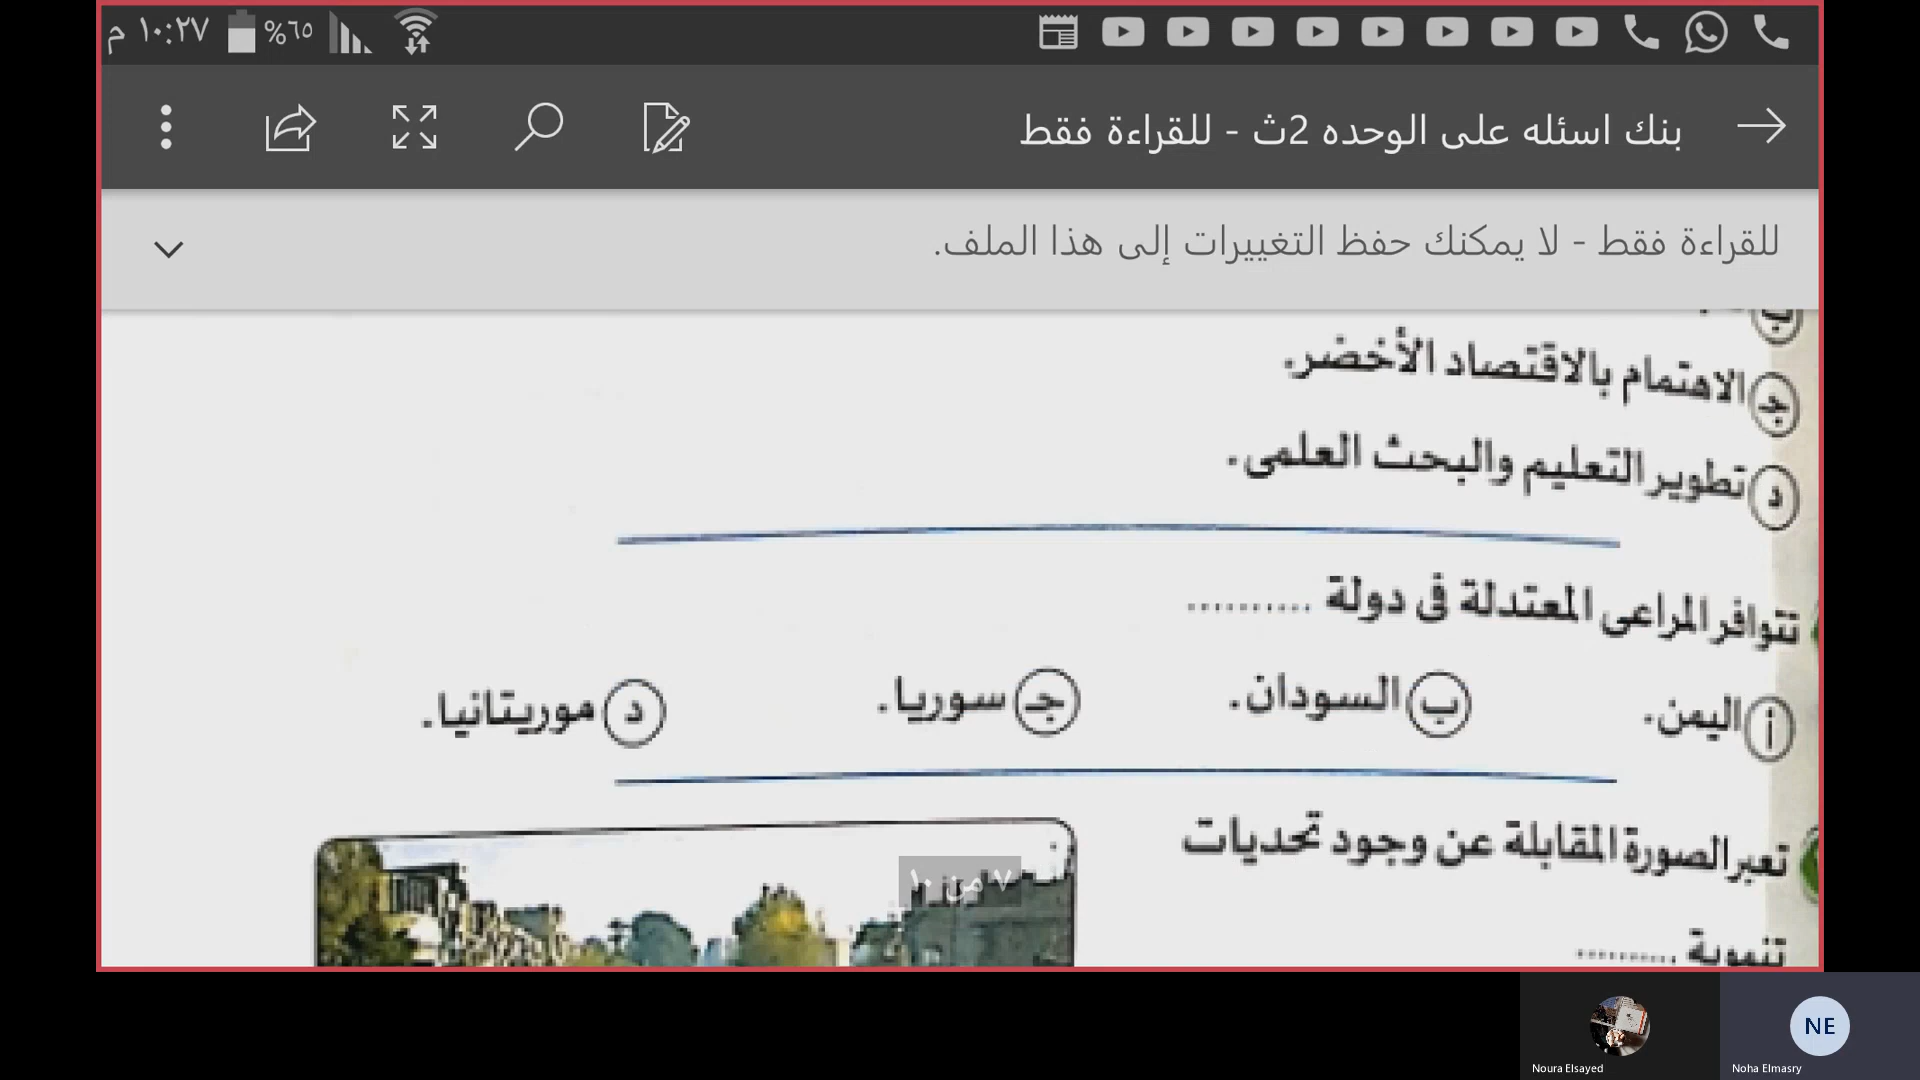 ١٠:٢٧ م
%٦٥
بنك اسئله على الوحده 2ث - للقراءة فقط
للقراءة فقط - لا يمكنك حفظ التغييرات إلى هذا الملف.
ب
جـ الاهتمام بالاقتصاد الأخضر.
د تطوير التعليم والبحث العلمى.
تتوافر المراعى المعتدلة فى دولة ..........
أ اليمن. ب السودان. جـ سوريا. د موريتانيا.
تعبر الصورة المقابلة عن وجود تحديات
تنموية ..........
٧ من ١٠
NE
Noura Elsayed
Noha Elmasry